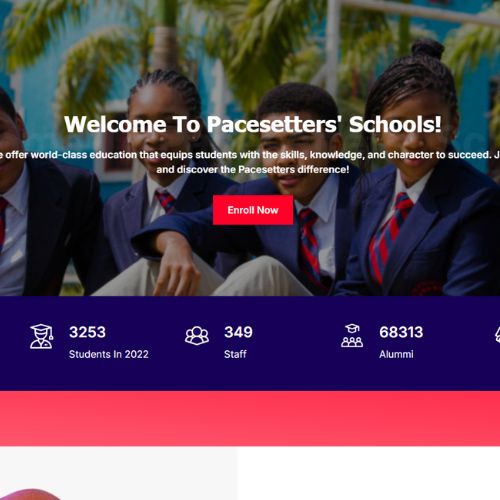 Welcome To Pacesetters' Schools!
offer world-class education that equips students with the skills, knowledge, and character to succeed.
and discover the Pacesetters difference!
Enroll Now
3253
Students In 2022
349
Staff
68313
Alummi